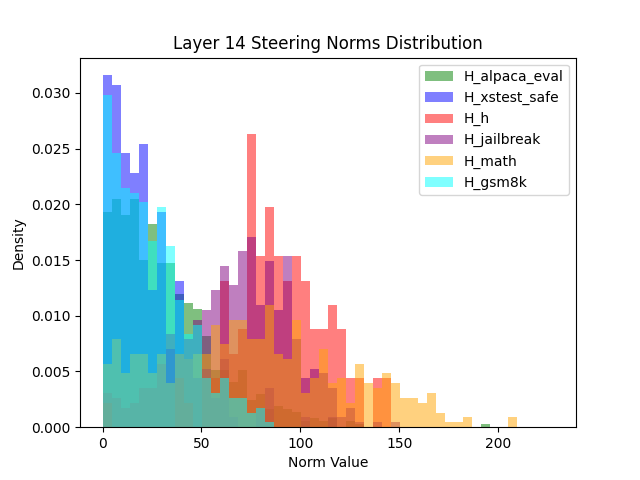 Layer 14 Steering Norms Distribution
H_alpaca_eval
H_xstest_safe
H_h
H_jailbreak
H_math
H_gsm8k
0.030
0.025
0.020
0.015
0.010
0.005
0.000
Density
0 50 100 150 200
Norm Value